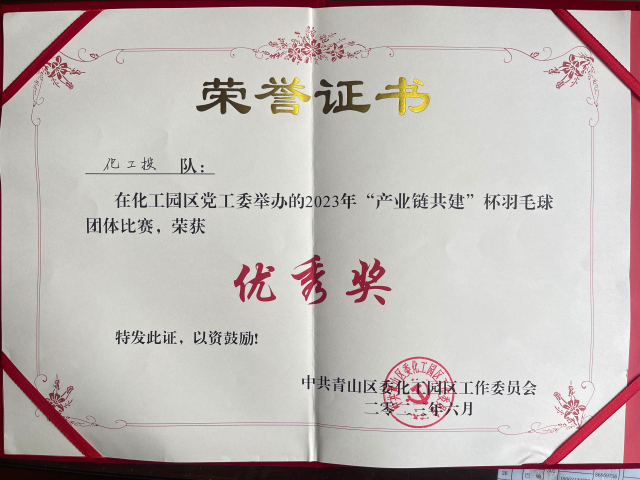 荣誉证书
化工投 队：
在化工园区党工委举办的2023年“产业链共建”杯羽毛球
团体比赛，荣获
优秀奖
特发此证，以资鼓励!
中共青山区委化工园区工作委员会
二〇二三年六月